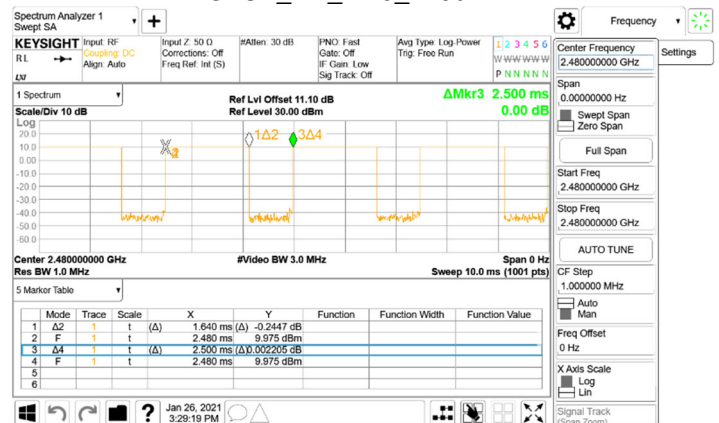 Spectrum Analyzer 1
Swept SA
+
Frequency
KEYSIGHT Input: RF Input Z: 50 Ω #Atten: 30 dB PNO: Fast Avg Type: Log-Power 1 2 3 4 5 6
RL Coupling: DC Corrections: Off Gate: Off Trig: Free Run W W W W W W
Align: Auto Freq Ref: Int (S) IF Gain: Low P N N N N N
LXI Sig Track: Off
1 Spectrum
Scale/Div 10 dB
Ref Lvl Offset 11.10 dB
Ref Level 30.00 dBm
ΔMkr3 2.500 ms
0.00 dB
Log
20.0
10.0
0.00
-10.0
-20.0
-30.0
-40.0
-50.0
-60.0
1Δ2
3Δ4
Center 2.480000000 GHz #Video BW 3.0 MHz Span 0 Hz
Res BW 1.0 MHz Sweep 10.0 ms (1001 pts)
5 Marker Table
Mode Trace Scale X Y Function Function Width Function Value
1 Δ2 1 t (Δ) 1.640 ms (Δ) -0.2447 dB
2 F 1 t 2.480 ms 9.975 dBm
3 Δ4 1 t (Δ) 2.500 ms (Δ)0.002205 dB
4 F 1 t 2.480 ms 9.975 dBm
5
6
?
Jan 26, 2021
3:29:19 PM
Center Frequency
2.480000000 GHz
Settings
Span
0.00000000 Hz
Swept Span
Zero Span
Full Span
Start Freq
2.480000000 GHz
Stop Freq
2.480000000 GHz
AUTO TUNE
CF Step
1.000000 MHz
Auto
Man
Freq Offset
0 Hz
X Axis Scale
Log
Lin
Signal Track
(Span Zoom)